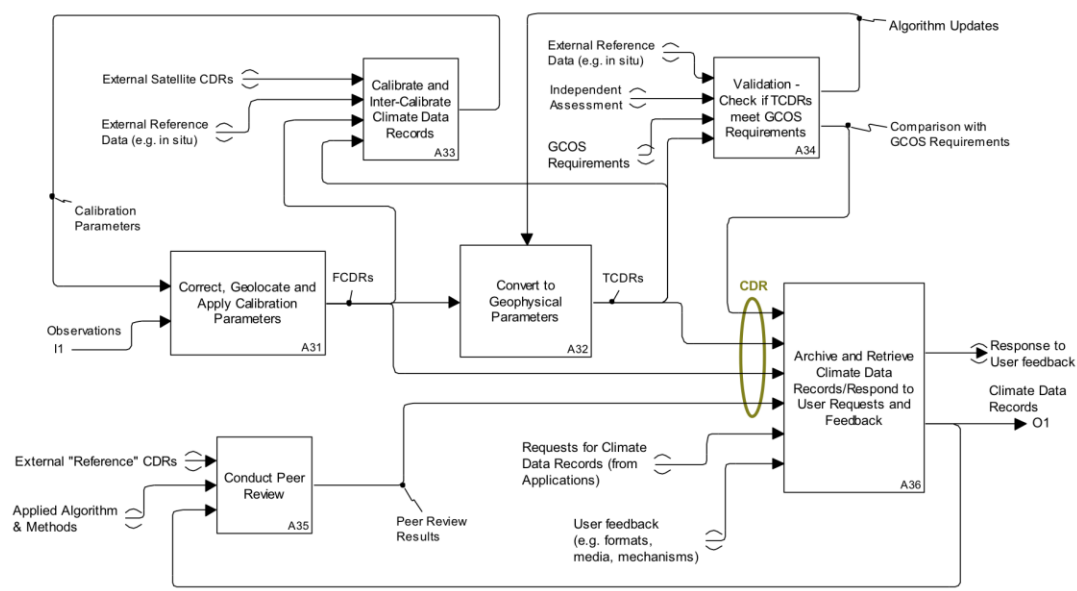 Algorithm Updates
External Reference
Data (e.g. in situ)
External Satellite CDRs
Calibrate and
Inter-Calibrate
Climate Data
Records
A33
Independent
Assessment
Validation -
Check if TCDRs
meet GCOS
Requirements
A34
External Reference
Data (e.g. in situ)
GCOS
Requirements
Comparison with
GCOS Requirements
Calibration
Parameters
Correct, Geolocate and
Apply Calibration
Parameters
A31
FCDRs
Convert to
Geophysical
Parameters
A32
TCDRs
CDR
Observations
I1
Archive and Retrieve
Climate Data
Records/Respond to
User Requests and
Feedback
A36
Response to
User feedback
Climate Data
Records
O1
External "Reference" CDRs
Conduct Peer
Review
A35
Requests for Climate
Data Records (from
Applications)
Applied Algorithm
& Methods
Peer Review
Results
User feedback
(e.g. formats,
media, mechanisms)